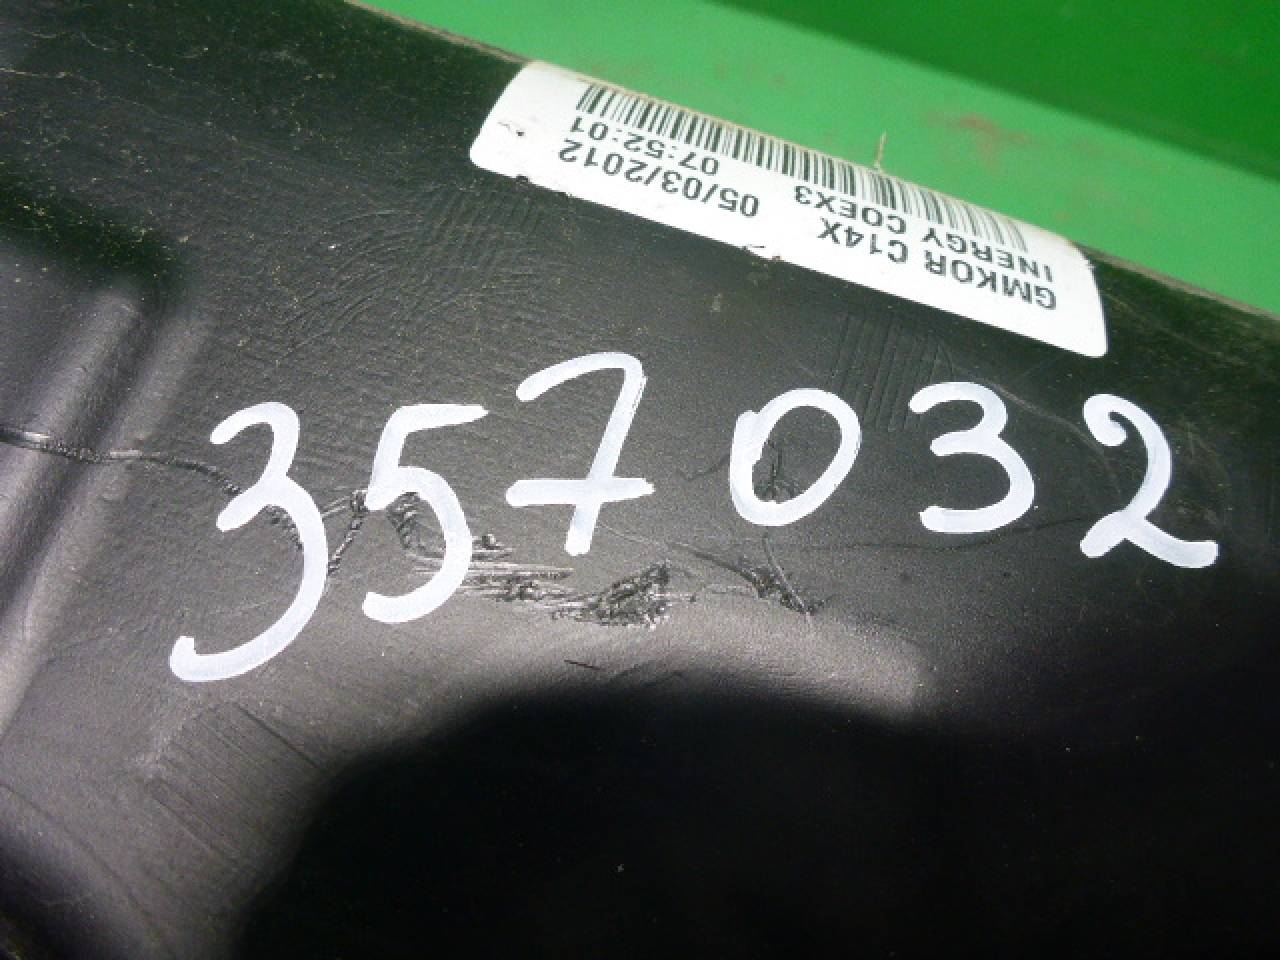 GMKOR C14X 05/03/2012
INERGY COEX3 07:52:01
357032